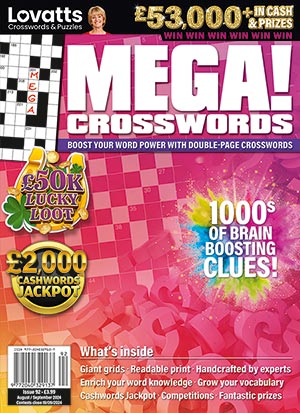 Lovatts
Crosswords & Puzzles
£53,000+ IN CASH & PRIZES
WIN WIN WIN WIN WIN WIN
MEGA
MEGA!
CROSSWORDS
BOOST YOUR WORD POWER WITH DOUBLE-PAGE CROSSWORDS
£50K
LUCKY
LOOT
1000s
OF BRAIN
BOOSTING
CLUES!
£2,000
CASHWORDS
JACKPOT
92
Issue 92 - £3.99
August / September 2024
What's inside
Giant grids · Readable print · Handcrafted by experts
Enrich your word knowledge · Grow your vocabulary
Cashwords Jackpot · Competitions · Fantastic prizes